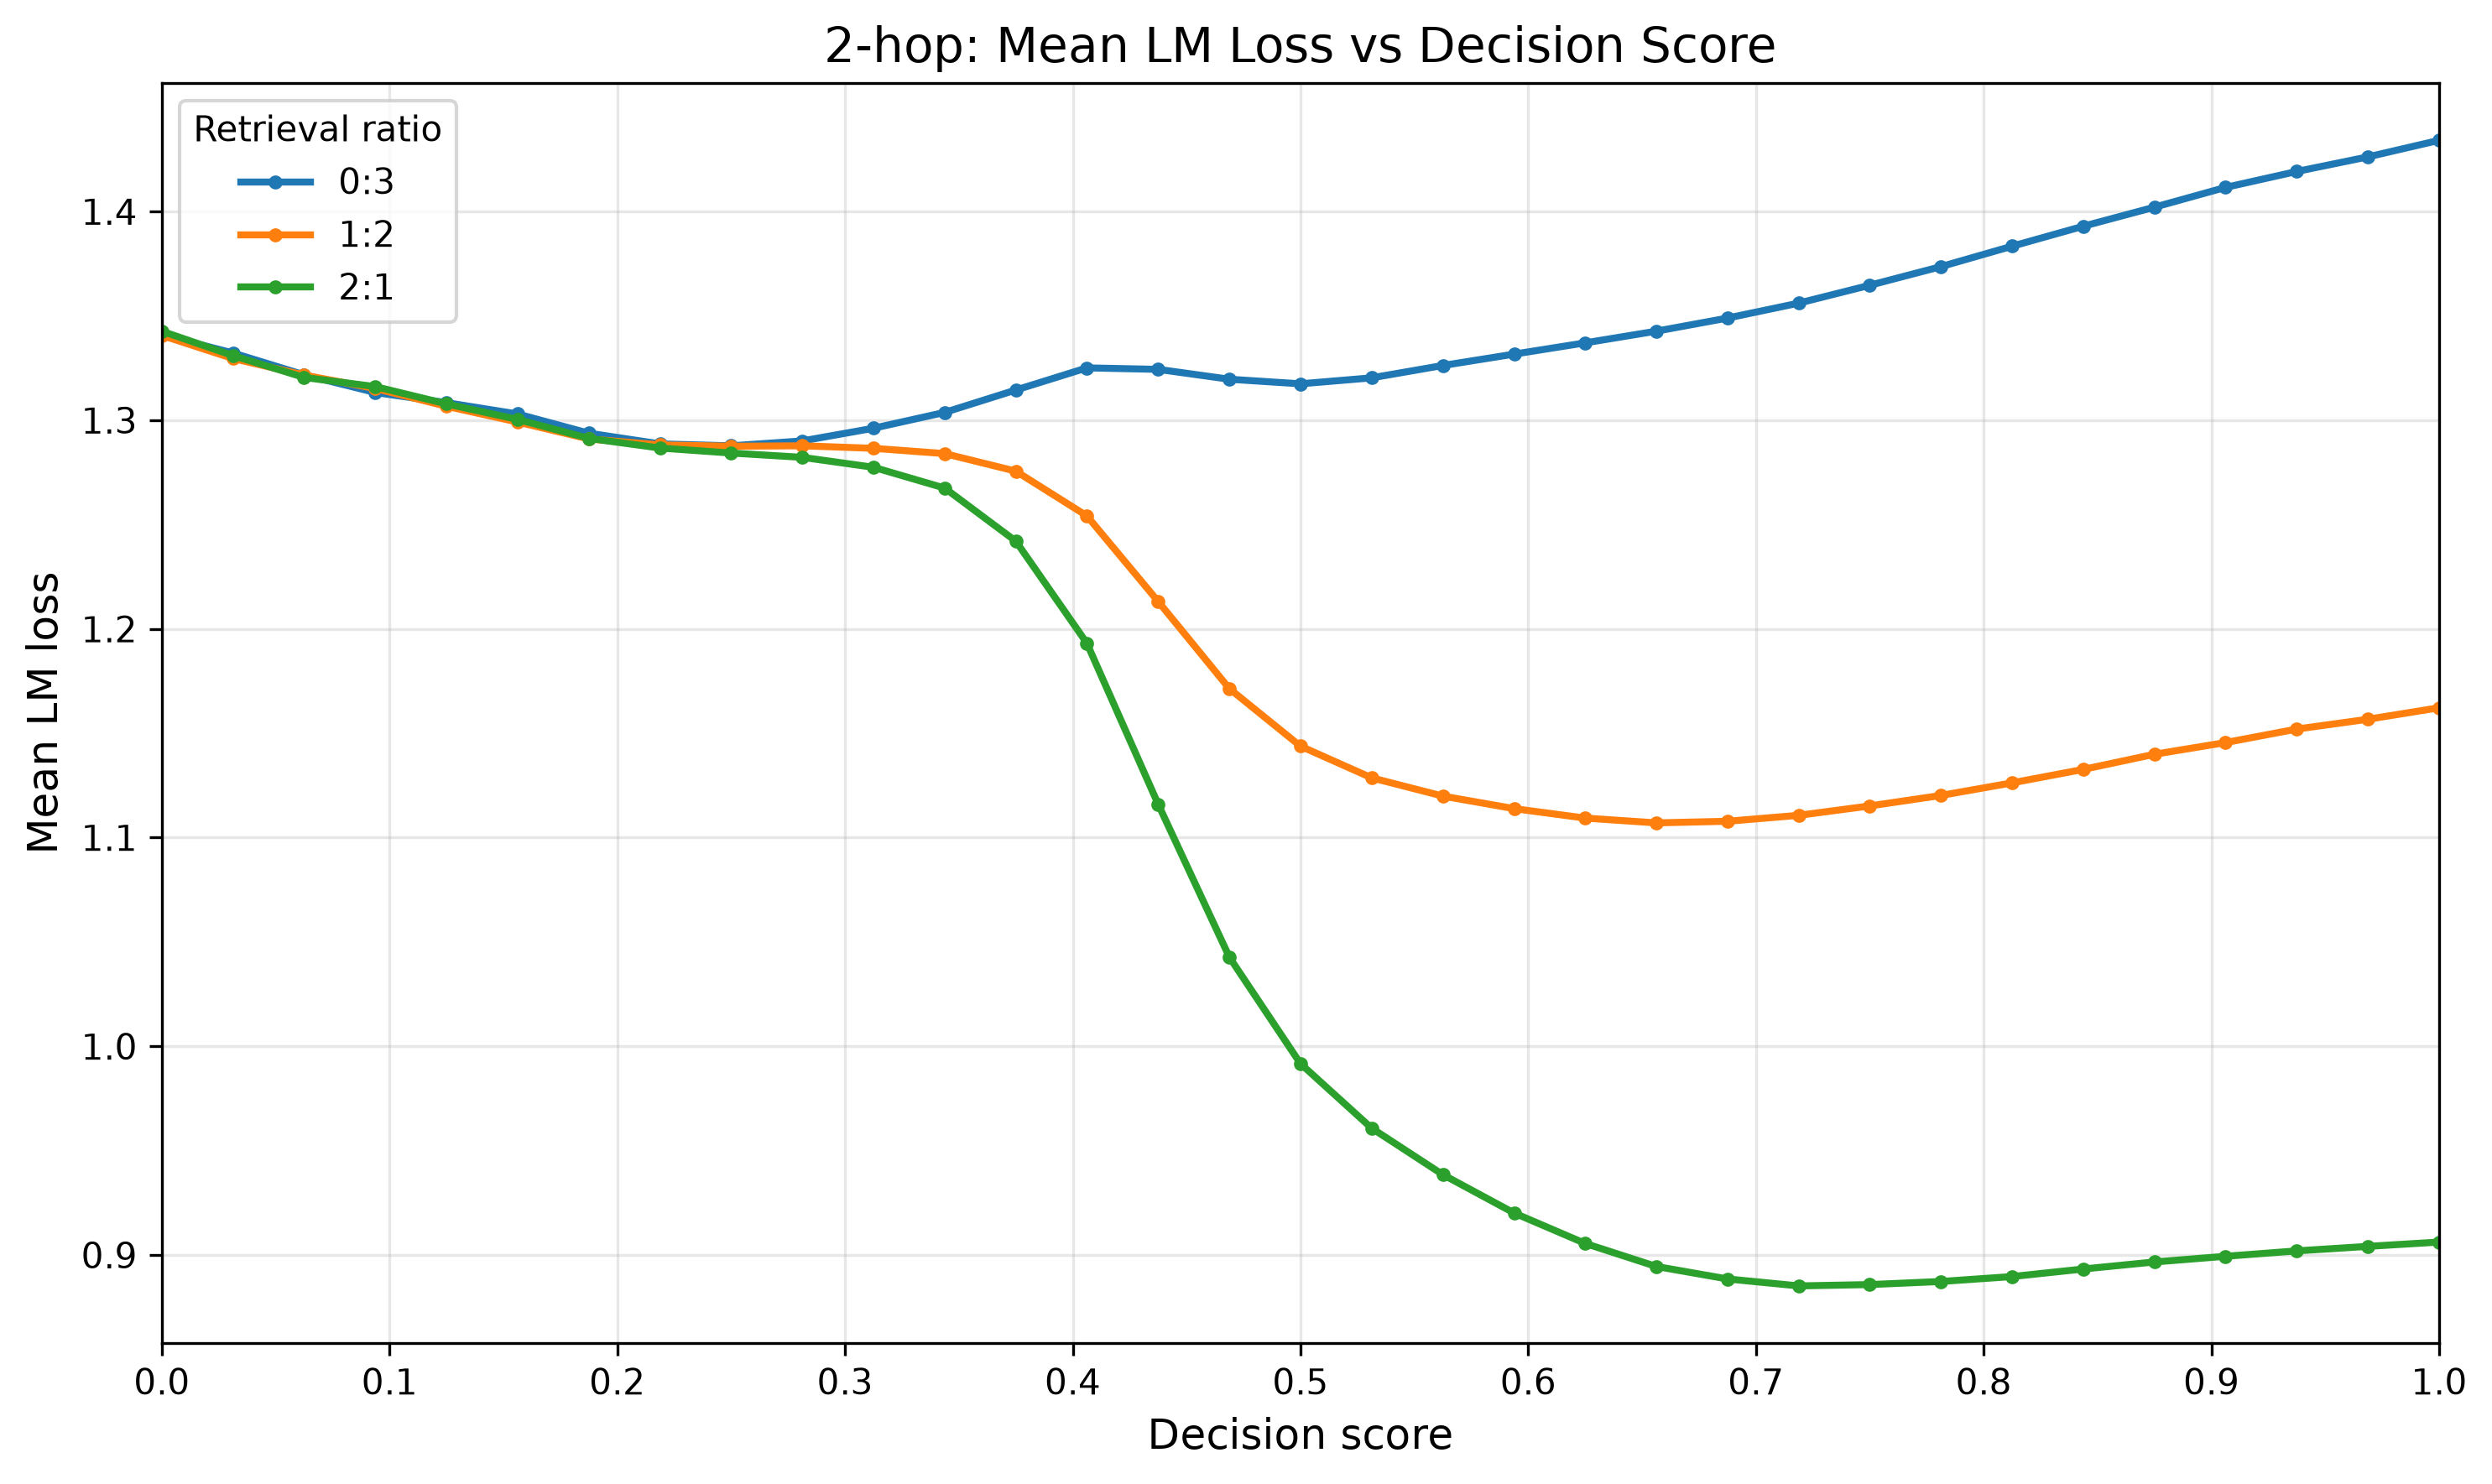 2-hop: Mean LM Loss vs Decision Score
Retrieval ratio
0:3
1:2
2:1
Mean LM loss
1.4
1.3
1.2
1.1
1.0
0.9
0.0 0.1 0.2 0.3 0.4 0.5 0.6 0.7 0.8 0.9 1.0
Decision score